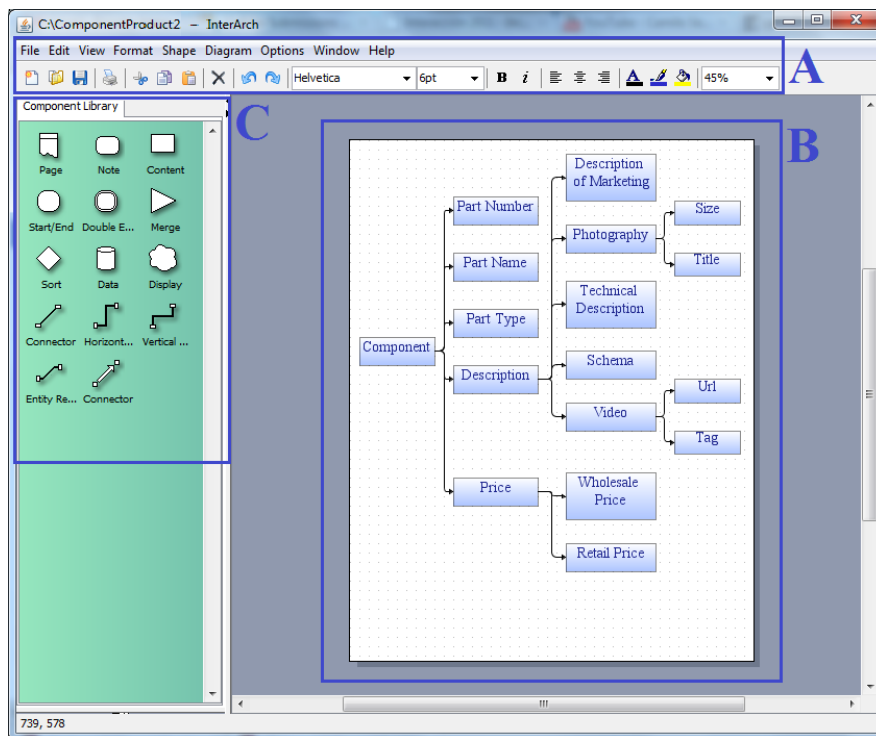 C:\ComponentProduct2 – InterArch
File Edit View Format Shape Diagram Options Window Help
Helvetica 6pt B i A 45%
A
Component Library
C
B
Page Note Content
Start/End Double E... Merge
Sort Data Display
Connector Horizont... Vertical ...
Entity Re... Connector
Description
of Marketing
Part Number
Size
Photography
Part Name
Title
Technical
Description
Part Type
Component
Schema
Description
Url
Video
Tag
Price
Wholesale
Price
Retail Price
739, 578